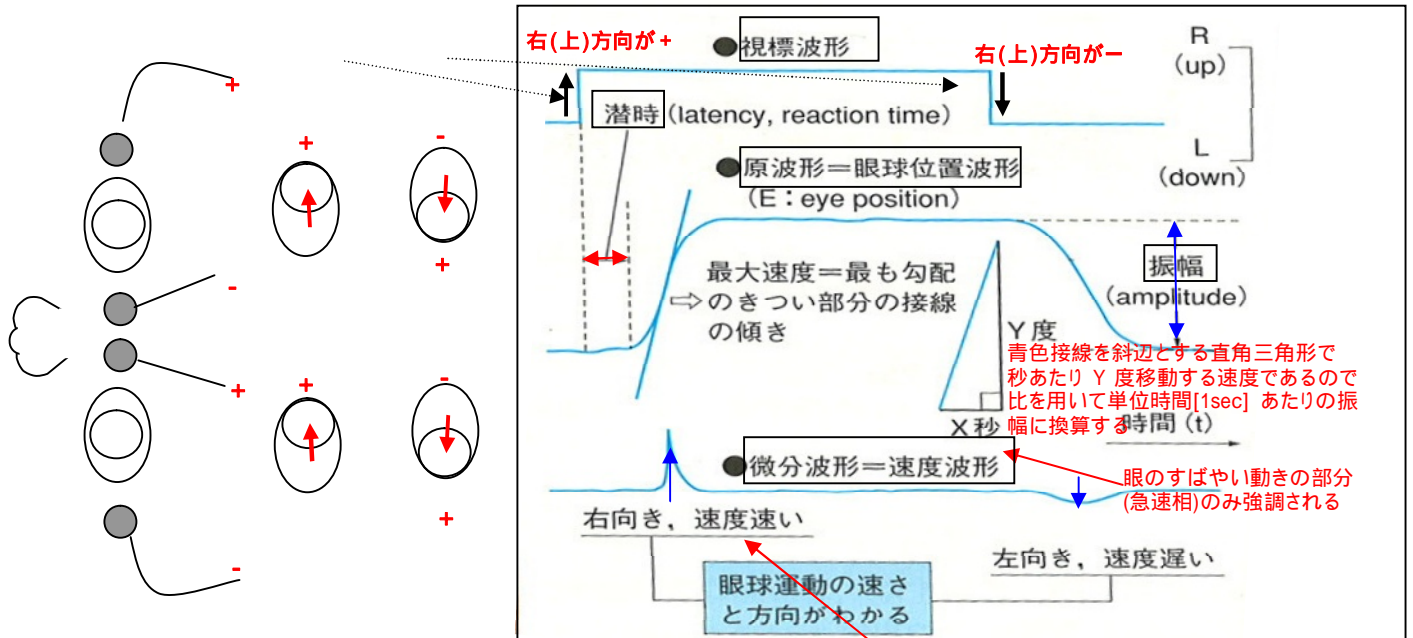 +
+
-
-
+
+
+
-
-
+
右(上)方向が+
●視標波形
右(上)方向がー
R
(up)
L
(down)
潜時(latency, reaction time)
●原波形=眼球位置波形
(E:eye position)
最大速度=最も勾配
⇨のきつい部分の接線
の傾き
振幅
(amplitude)
Y度
X秒
青色接線を斜辺とする直角三角形で
秒あたり Y 度移動する速度であるので
比を用いて単位時間[1sec] あたりの振
幅に換算する
時間(t)
●微分波形=速度波形
眼のすばやい動きの部分
(急速相)のみ強調される
右向き,速度速い
左向き,速度遅い
眼球運動の速さ
と方向がわかる